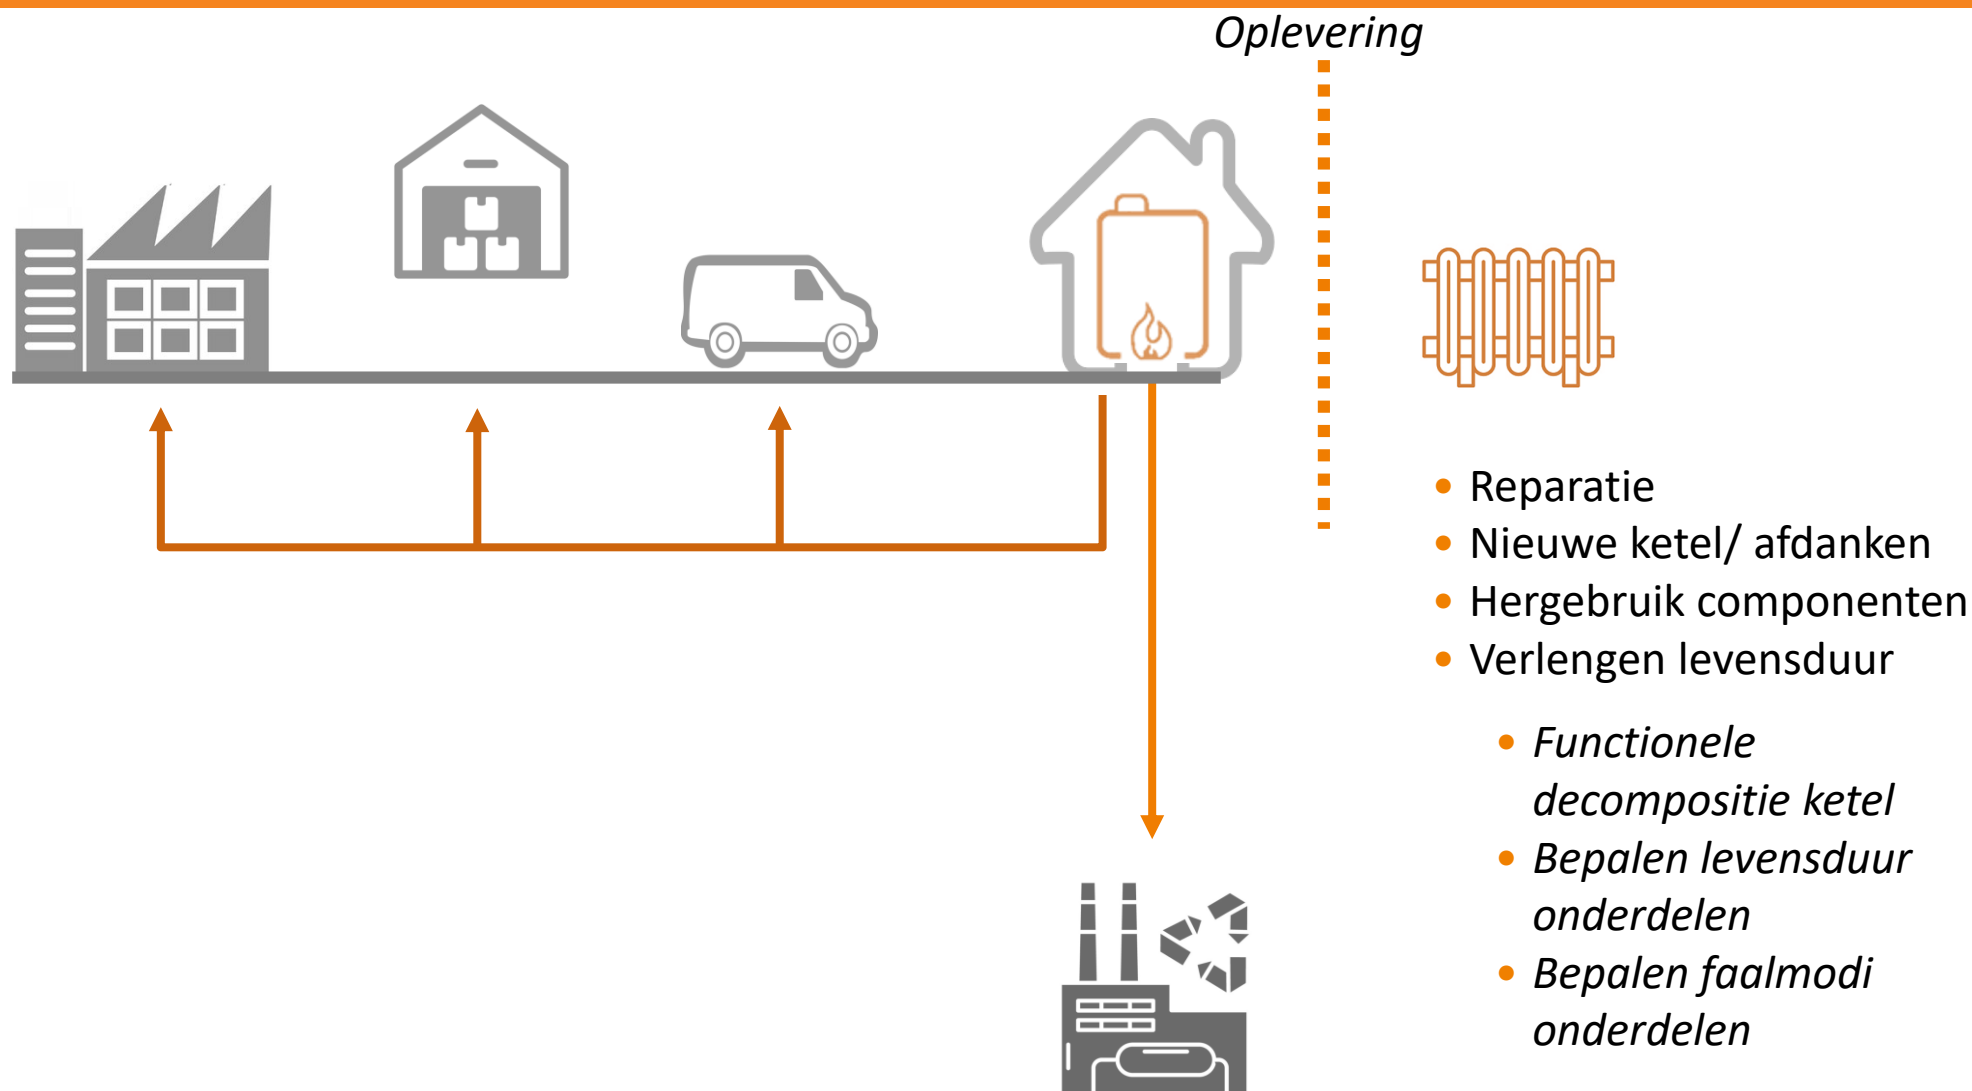 Oplevering
• Reparatie
• Nieuwe ketel/ afdanken
• Hergebruik componenten
• Verlengen levensduur
• Functionele
decompositie ketel
• Bepalen levensduur
onderdelen
• Bepalen faalmodi
onderdelen